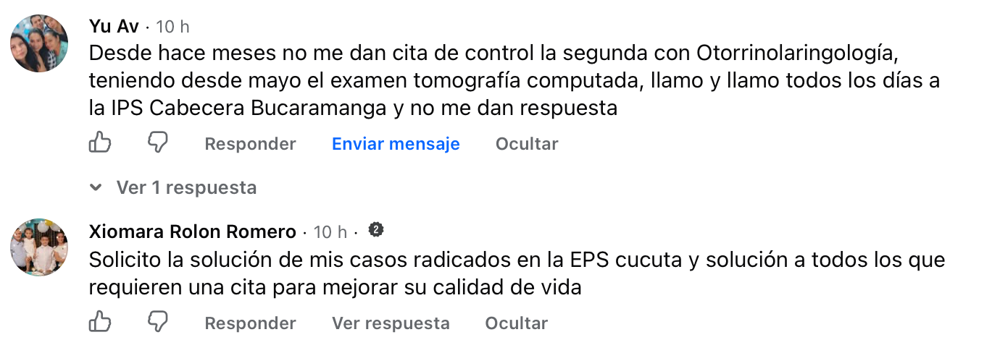 Yu Av · 10 h
Desde hace meses no me dan cita de control la segunda con Otorrinolaringología,
teniendo desde mayo el examen tomografía computada, llamo y llamo todos los días a
la IPS Cabecera Bucaramanga y no me dan respuesta
Responder Enviar mensaje Ocultar
Ver 1 respuesta
Xiomara Rolon Romero · 10 h · 2
Solicito la solución de mis casos radicados en la EPS cucuta y solución a todos los que
requieren una cita para mejorar su calidad de vida
Responder Ver respuesta Ocultar